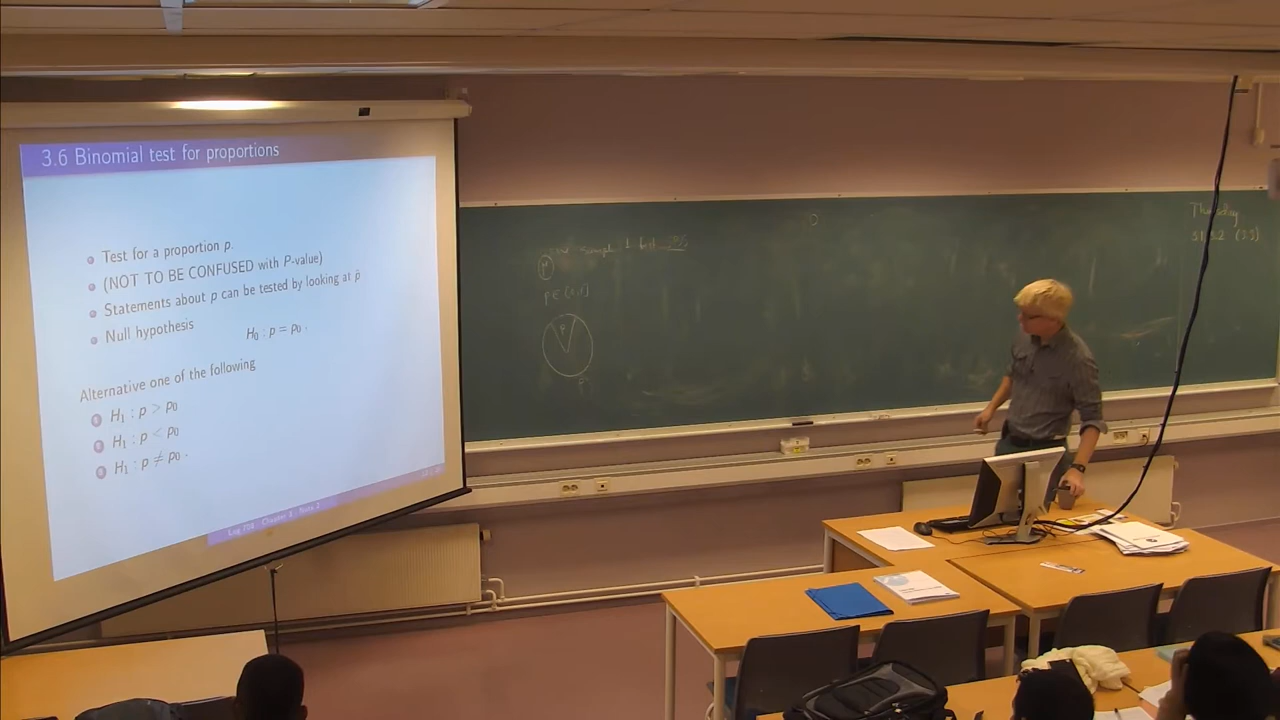 3.6 Binomial test for proportions
Test for a proportion p.
(NOT TO BE CONFUSED with P-value)
Statements about p can be tested by looking at p̂
Null hypothesis
H₀ : p = p₀.
Alternative one of the following
H₁ : p > p₀
H₁ : p < p₀
H₁ : p ≠ p₀.
Thursday